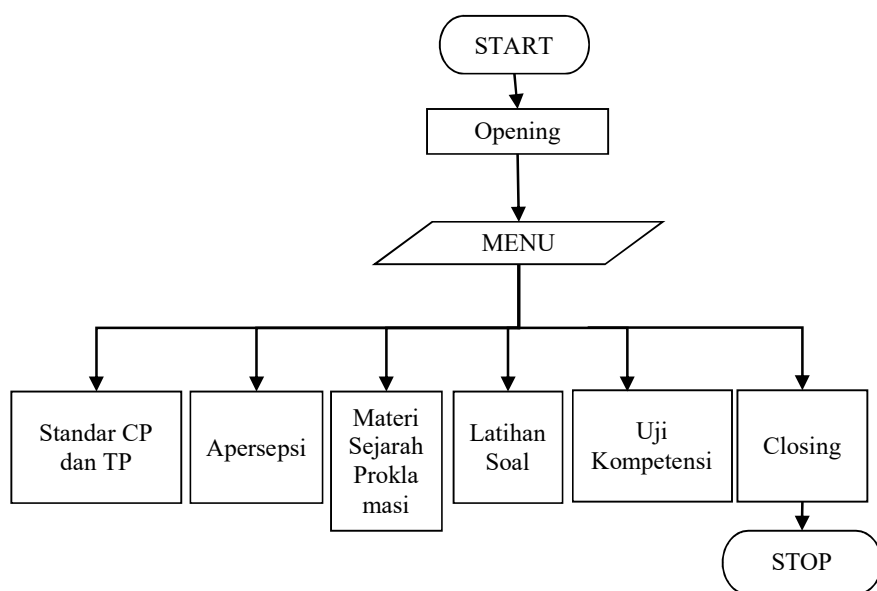 START
Opening
MENU
Standar CP
dan TP
Apersepsi
Materi
Sejarah
Prokla
masi
Latihan
Soal
Uji
Kompetensi
Closing
STOP